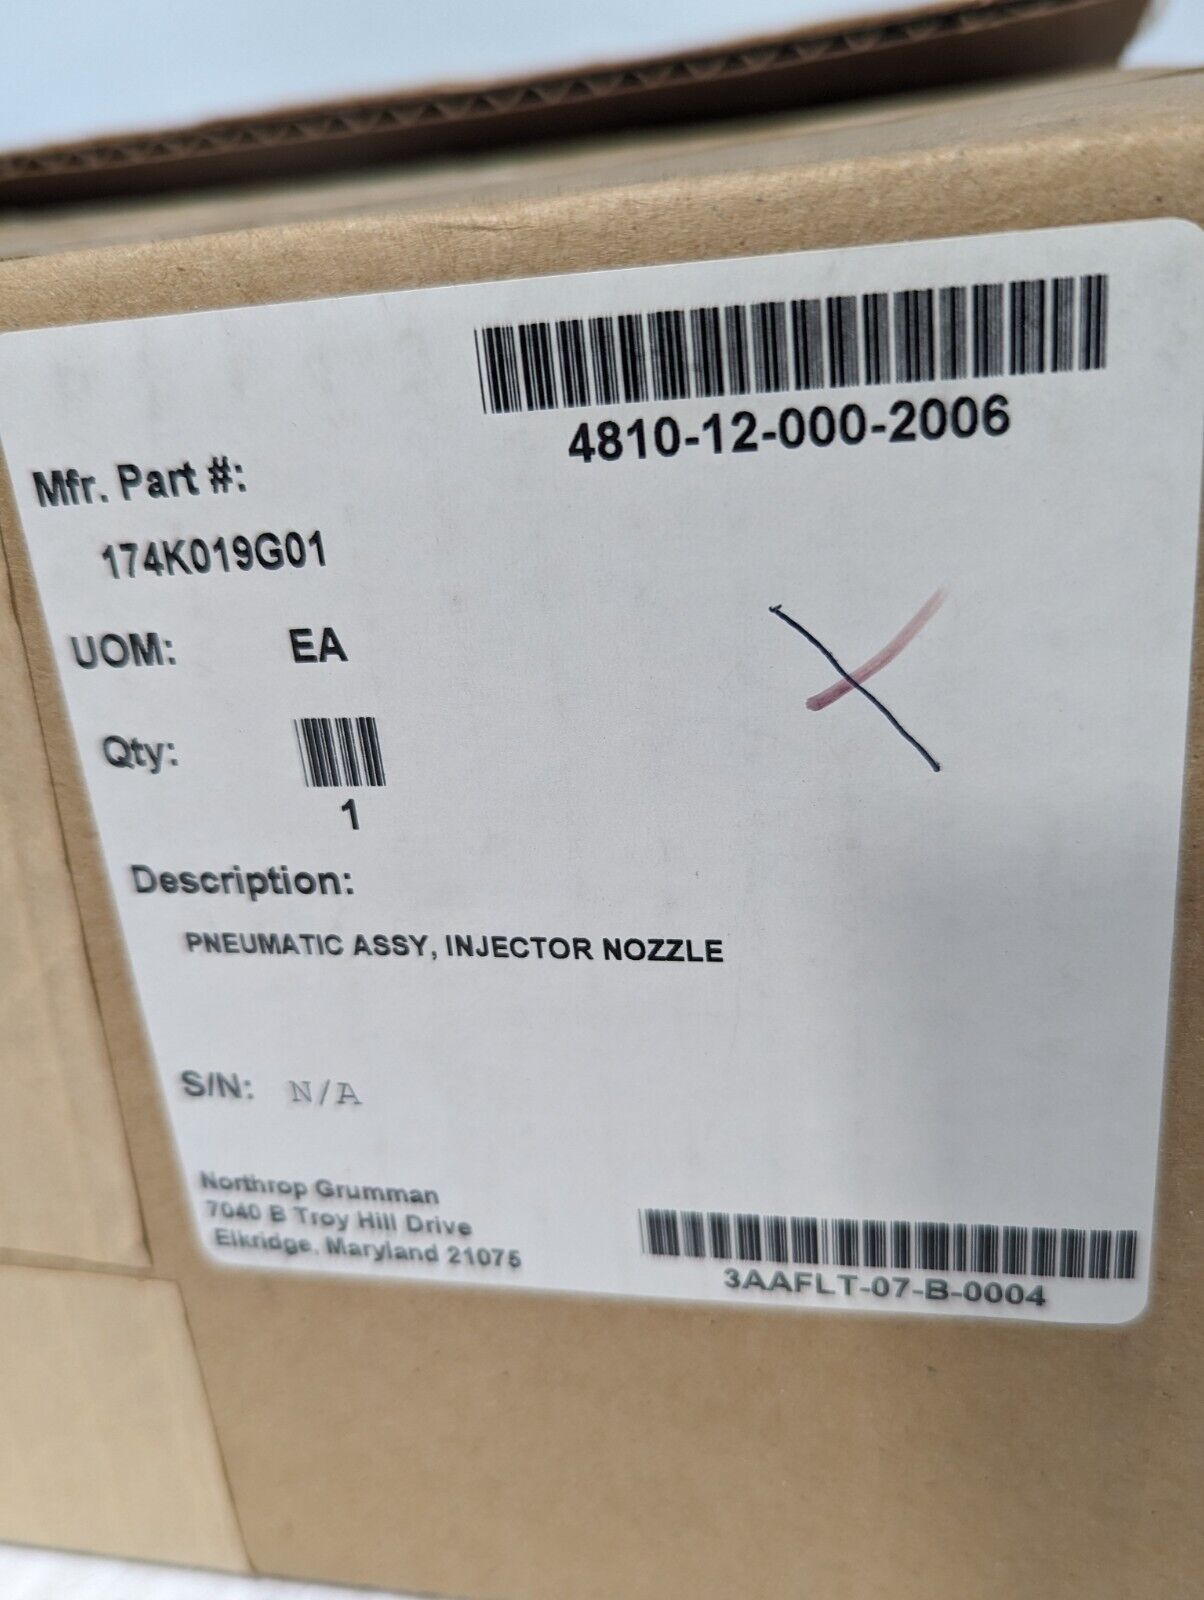 4810-12-000-2006
Mfr. Part #:
174K019G01
UOM: EA
Qty:
1
Description:
PNEUMATIC ASSY, INJECTOR NOZZLE
S/N: N/A
Northrop Grumman
7040 B Troy Hill Drive
Elkridge, Maryland 21075
3AAFLT-07-B-0004